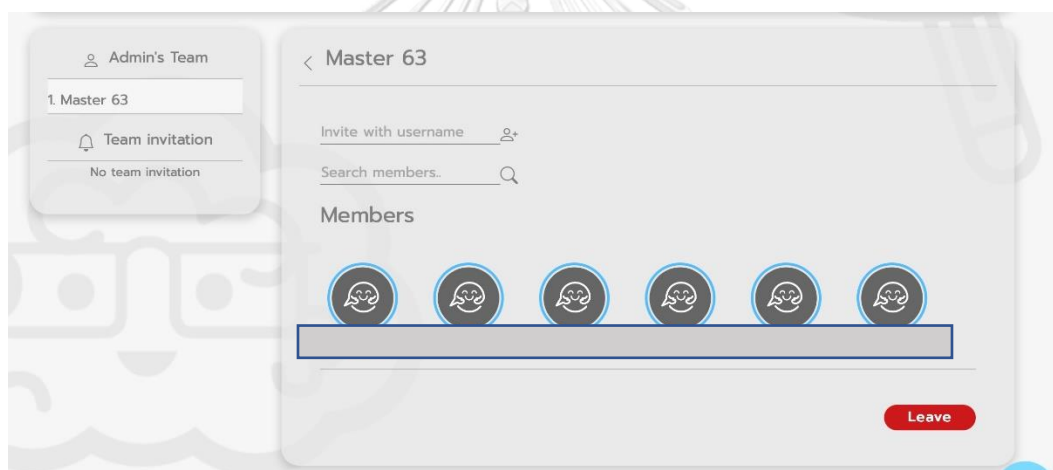 Admin's Team
1. Master 63
Team invitation
No team invitation
Master 63
Invite with username
Search members..
Members
Leave